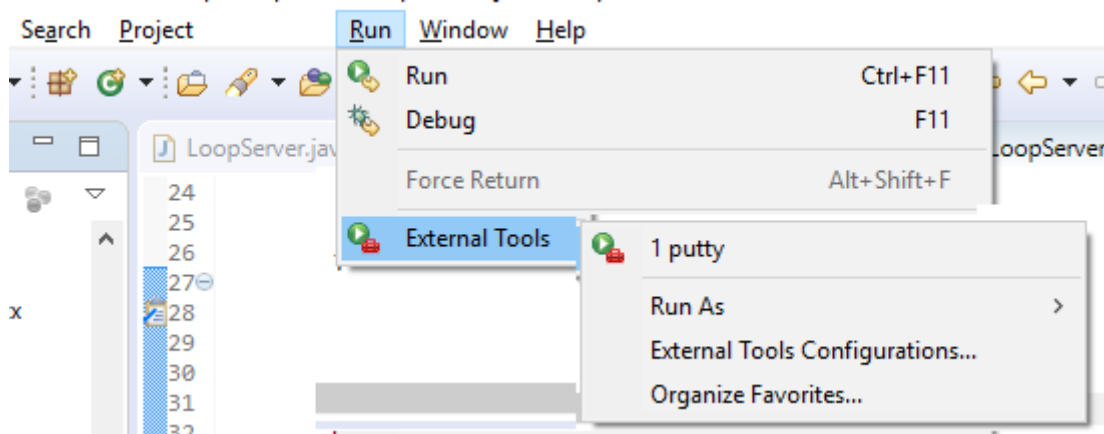 Search Project Run Window Help
Run Ctrl+F11
Debug F11
LoopServer.jav LoopServer
Force Return Alt+Shift+F
External Tools
1 putty
Run As
External Tools Configurations...
Organize Favorites...
24
25
26
27
x 28
29
30
31
32